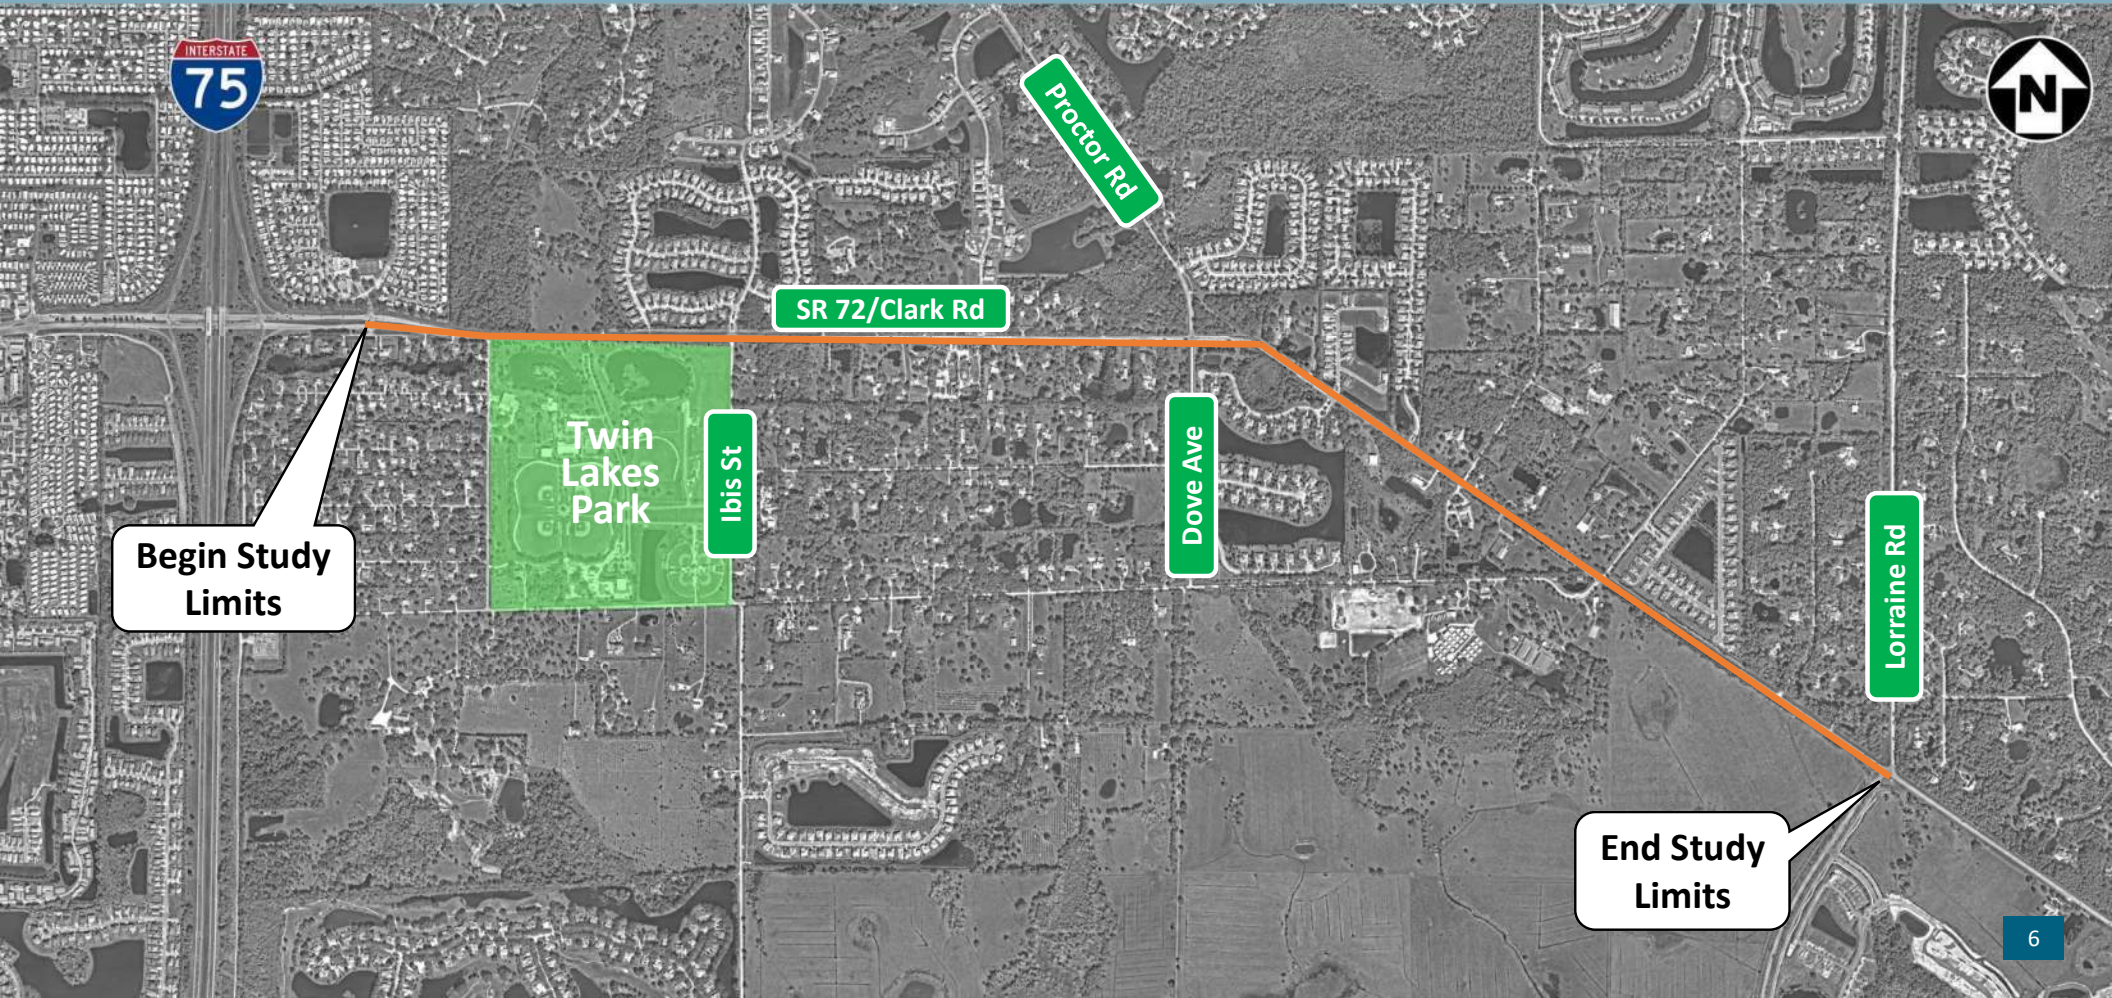 INTERSTATE
75
N
Proctor Rd
SR 72/Clark Rd
Twin
Lakes
Park
Ibis St
Dove Ave
Lorraine Rd
Begin Study
Limits
End Study
Limits
6